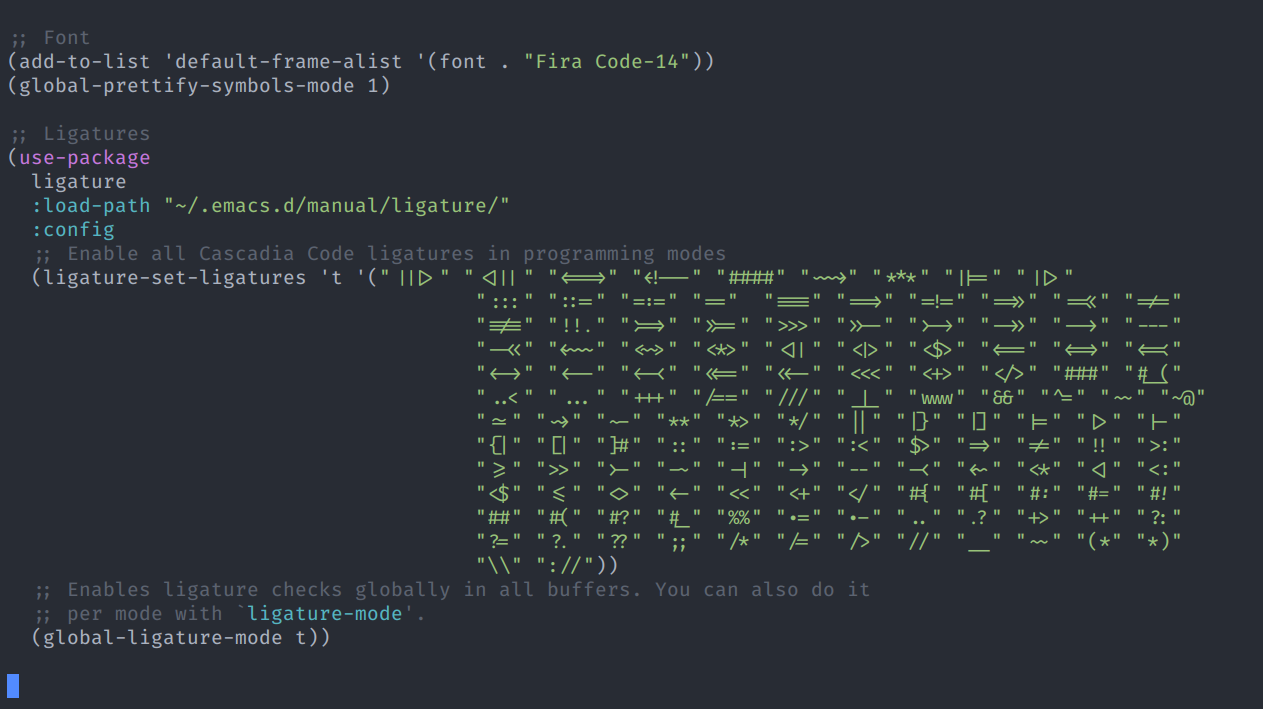 ;; Font
(add-to-list 'default-frame-alist '(font . "Fira Code-14"))
(global-prettify-symbols-mode 1)
;; Ligatures
(use-package
ligature
:load-path "~/.emacs.d/manual/ligature/"
:config
;; Enable all Cascadia Code ligatures in programming modes
(ligature-set-ligatures 't '("|||>" "<|||" "<==>" "<!--" "####" "~~>" "***" "||=" "||>"
":::" "::=" "=:=" "==" "===" "==>" "=!=" "=>>" "=<<" "=/="
"!==" "!!." ">=>" ">>=" ">>>" ">>-" ">->" "->>" "-->" "---"
"-<<" "<~~" "<~>" "<*>" "<||" "<|>" "<$>" "<==" "<=>" "<=<"
"<->" "<--" "<-<" "<<=" "<<-" "<<<" "<+>" "</>" "###" "#_("
"..<" "..." "+++" "/==" "///" "_|_" "www" "&&" "^=" "~~" "~@"
"~=" "~>" "~-" "**" "*>" "*/" "||" "|}" "|]" "|=" "|>" "|-"
"{|" "[|" "]#" "::" ":=" ":>" ":<" "$>" "=>" "!=" "!!" ">:"
">=" ">>" ">-" "-~" "-|" "->" "--" "-<" "<~" "<*" "<|" "<:"
"<$" "<=" "<>" "<-" "<<" "<+" "</" "#{" "#[" "#:" "#=" "#!"
"##" "#(" "#?" "#_" "%%" ".=" ".-" ".." ".?" "+>" "++" "?:"
"?=" "?." "??" ";;" "/*" "/=" "/>" "//" "__" "~~" "(*" "*)"
"\\" "://"))
;; Enables ligature checks globally in all buffers. You can also do it
;; per mode with `ligature-mode'.
(global-ligature-mode t))